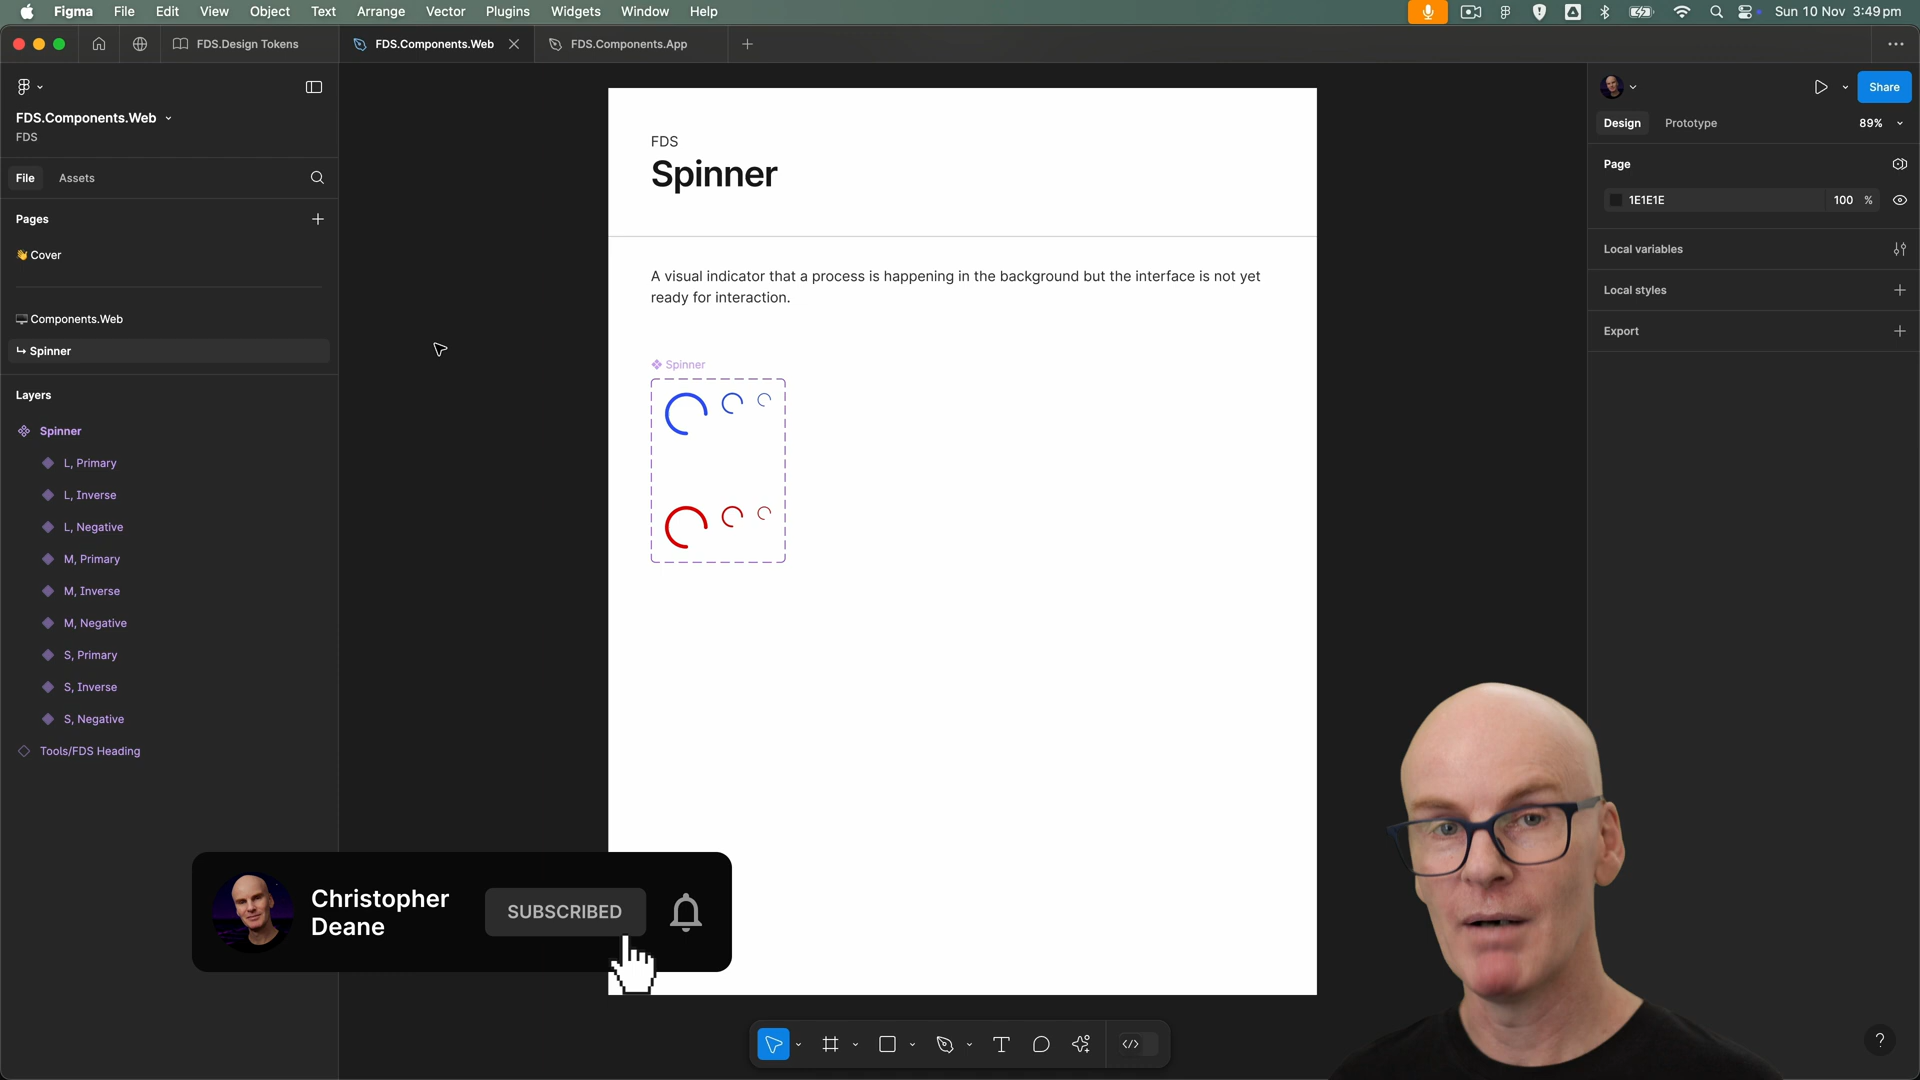 Figma File Edit View Object Text Arrange Vector Plugins Widgets Window Help
Sun 10 Nov 3:49 pm
FDS.Design Tokens
FDS.Components.Web
FDS.Components.App
FDS.Components.Web
FDS
File Assets
Pages
👋 Cover
🖥️ Components.Web
↳ Spinner
Layers
Spinner
L, Primary
L, Inverse
L, Negative
M, Primary
M, Inverse
M, Negative
S, Primary
S, Inverse
S, Negative
Tools/FDS Heading
FDS
Spinner
A visual indicator that a process is happening in the background but the interface is not yet
ready for interaction.
Spinner
Share
Design Prototype 89%
Page
1E1E1E 100 %
Local variables
Local styles
Export
Christopher
Deane
SUBSCRIBED
?